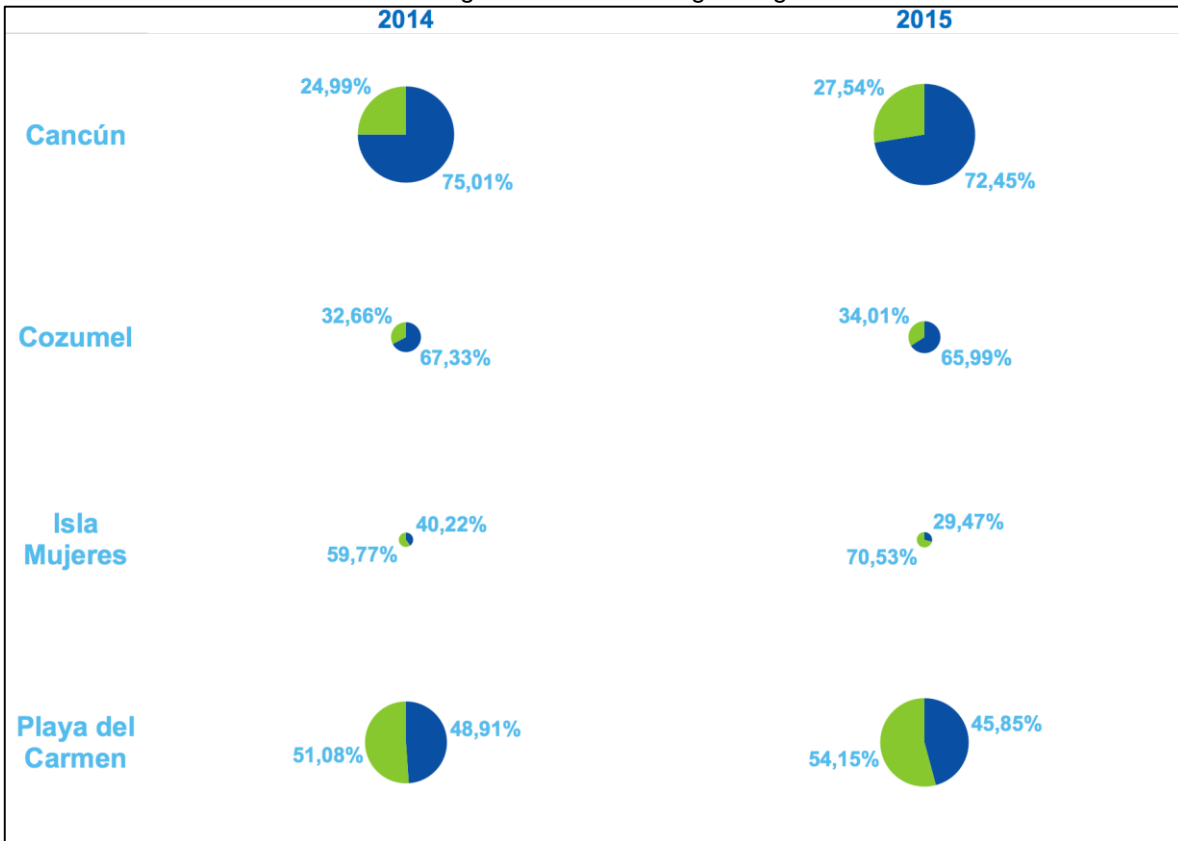 2014 2015
Cancún
24,99%
75,01%
27,54%
72,45%
Cozumel
32,66%
67,33%
34,01%
65,99%
Isla
Mujeres
40,22%
59,77%
29,47%
70,53%
Playa del
Carmen
48,91%
51,08%
45,85%
54,15%